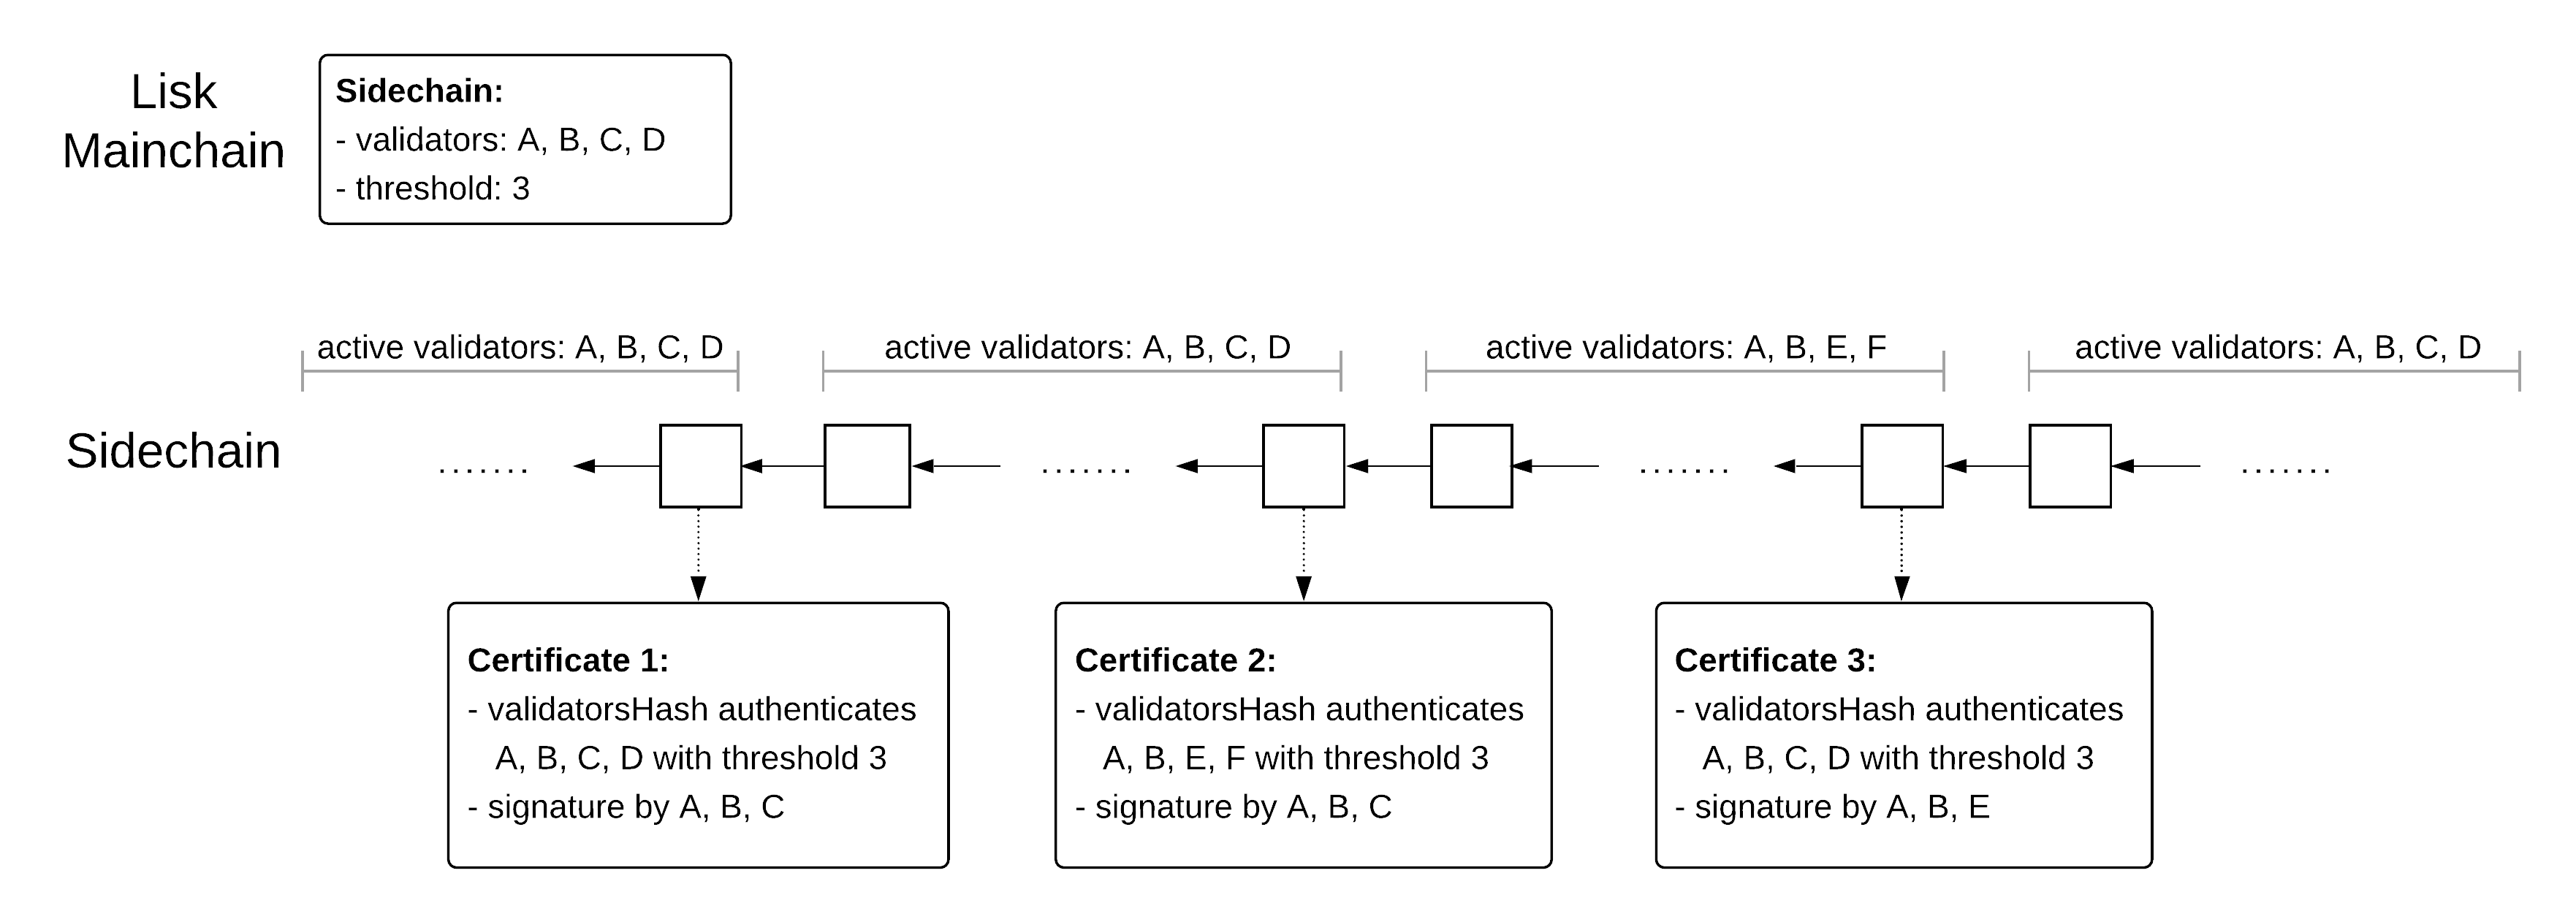 Lisk
Mainchain
Sidechain:
- validators: A, B, C, D
- threshold: 3
active validators: A, B, C, D
active validators: A, B, C, D
active validators: A, B, E, F
active validators: A, B, C, D
Sidechain
.......
.......
.......
.......
Certificate 1:
- validatorsHash authenticates
A, B, C, D with threshold 3
- signature by A, B, C
Certificate 2:
- validatorsHash authenticates
A, B, E, F with threshold 3
- signature by A, B, C
Certificate 3:
- validatorsHash authenticates
A, B, C, D with threshold 3
- signature by A, B, E